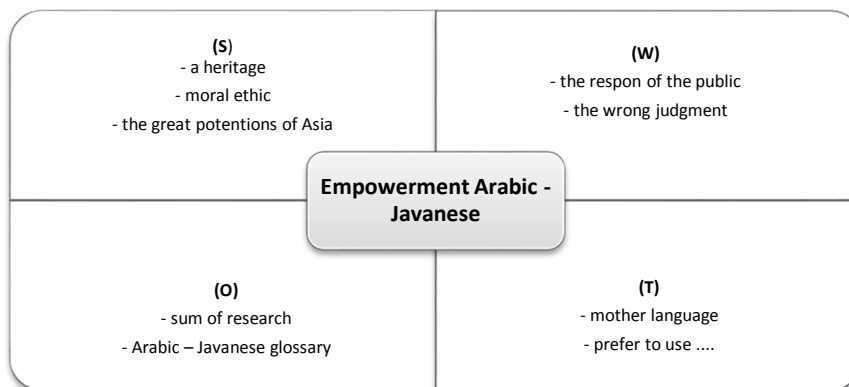 (S)
- a heritage
- moral ethic
- the great potentions of Asia
(W)
- the respon of the public
- the wrong judgment
Empowerment Arabic -
Javanese
(O)
- sum of research
- Arabic – Javanese glossary
(T)
- mother language
- prefer to use ....